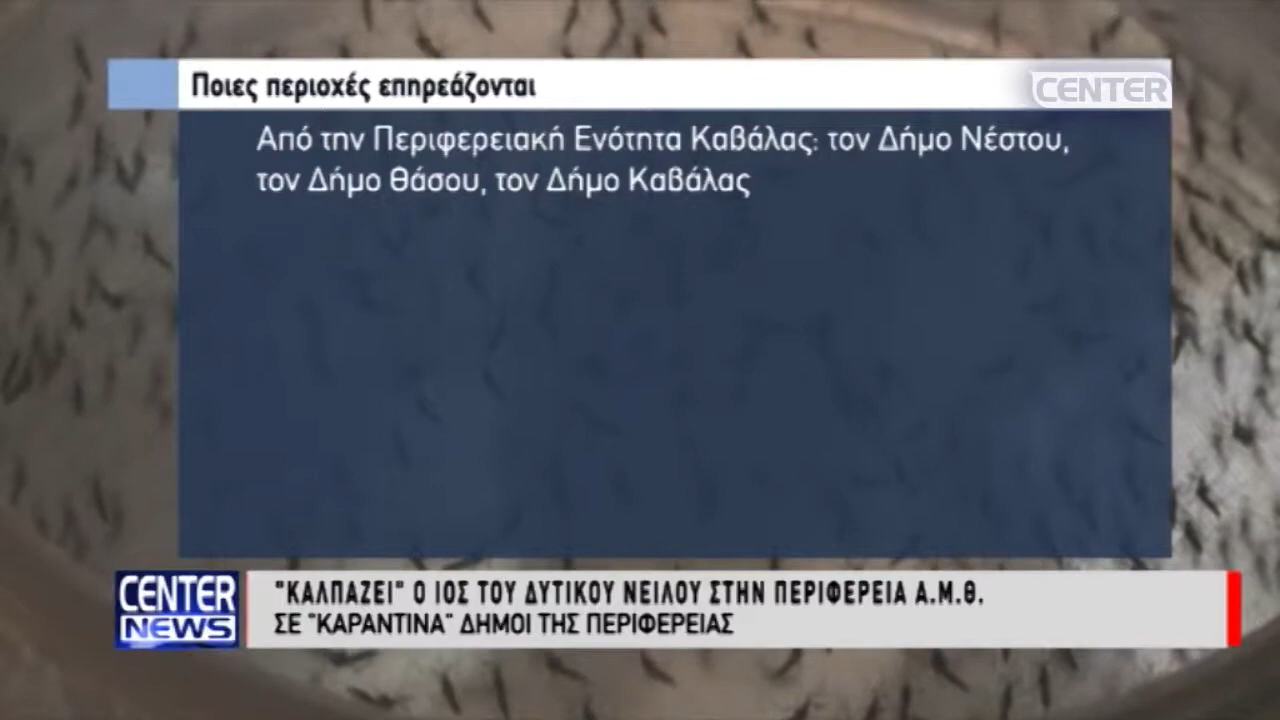 Ποιες περιοχές επηρεάζονται
CENTER
Από την Περιφερειακή Ενότητα Καβάλας: τον Δήμο Νέστου,
τον Δήμο Θάσου, τον Δήμο Καβάλας
CENTER
NEWS
"ΚΑΛΠΑΖΕΙ" Ο ΙΟΣ ΤΟΥ ΔΥΤΙΚΟΥ ΝΕΙΛΟΥ ΣΤΗΝ ΠΕΡΙΦΕΡΕΙΑ Α.Μ.Θ.
ΣΕ "ΚΑΡΑΝΤΙΝΑ" ΔΗΜΟΙ ΤΗΣ ΠΕΡΙΦΕΡΕΙΑΣ